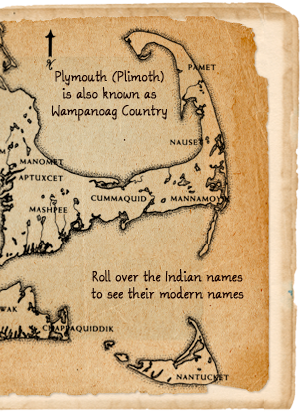 N
PAMET
Plymouth (Plimoth)
is also known as
Wampanoag Country
NAUSET
MANOMET
APTUXCET
MASHPEE
CUMMAQUID
MANNAMOY
Roll over the Indian names
to see their modern names
CHAPPAQUIDDIK
NANTUCKET